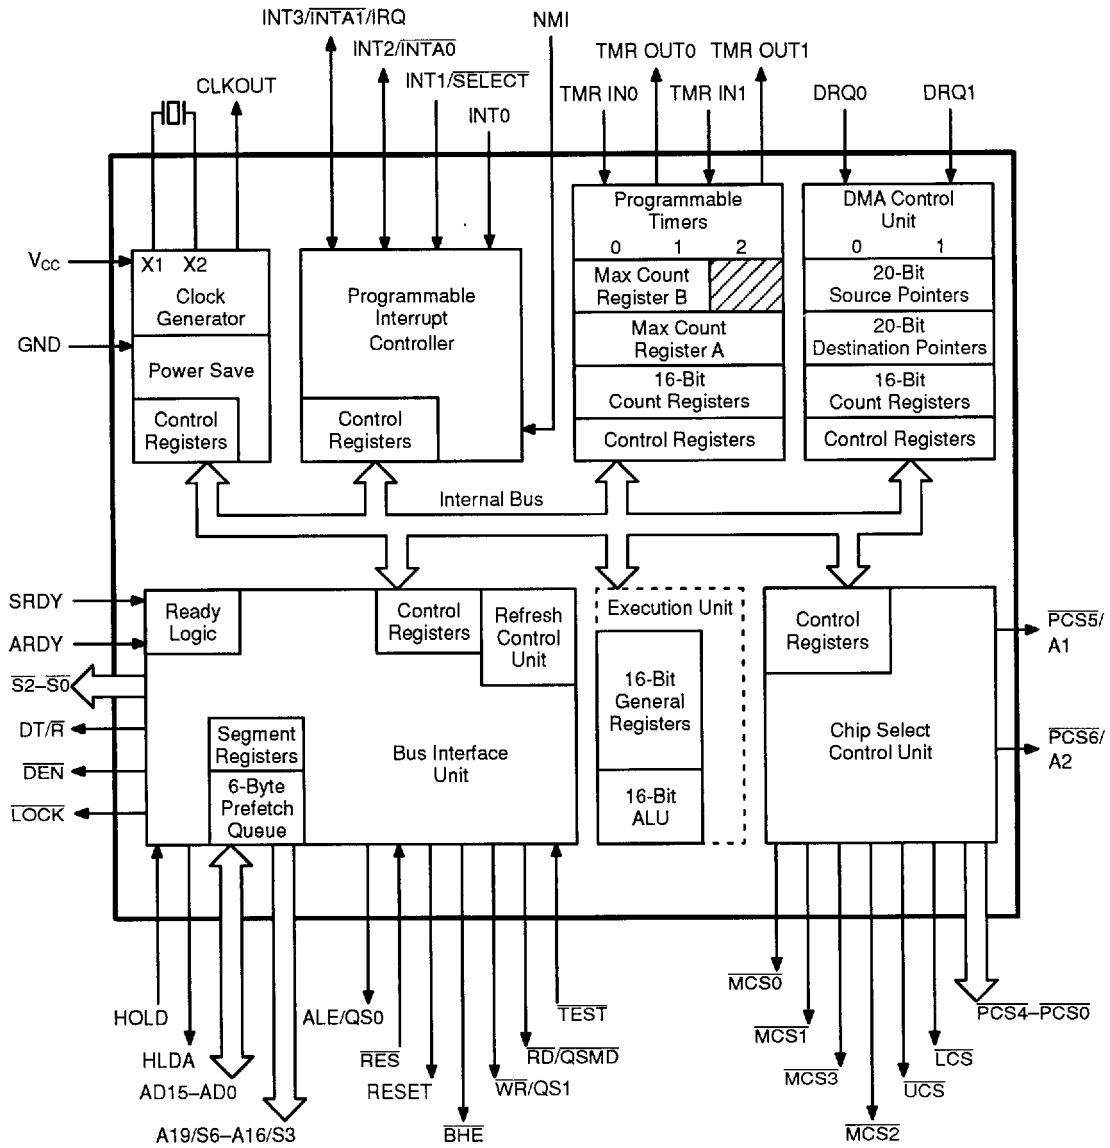 INT3/INTA1/IRQ
NMI
INT2/INTA0
TMR OUT0
TMR OUT1
CLKOUT
INT1/SELECT
TMR IN0
TMR IN1
DRQ0
DRQ1
INT0
Programmable
Timers
0 1 2
DMA Control
Unit
0 1
VCC
X1 X2
Clock
Generator
Programmable
Interrupt
Controller
Max Count
Register B
20-Bit
Source Pointers
GND
Power Save
Max Count
Register A
20-Bit
Destination Pointers
16-Bit
Count Registers
16-Bit
Count Registers
Control
Registers
Control
Registers
Control Registers
Control Registers
Internal Bus
SRDY
Ready
Logic
Control
Registers
Refresh
Control
Unit
Execution Unit
Control
Registers
PCS5/
A1
ARDY
S2–S0
16-Bit
General
Registers
DT/R
Segment
Registers
Bus Interface
Unit
Chip Select
Control Unit
PCS6/
A2
DEN
6-Byte
Prefetch
Queue
16-Bit
ALU
LOCK
HOLD
ALE/QS0
TEST
MCS0
PCS4–PCS0
HLDA
RES
RD/QSMD
MCS1
LCS
AD15–AD0
RESET
WR/QS1
MCS3
UCS
A19/S6–A16/S3
BHE
MCS2